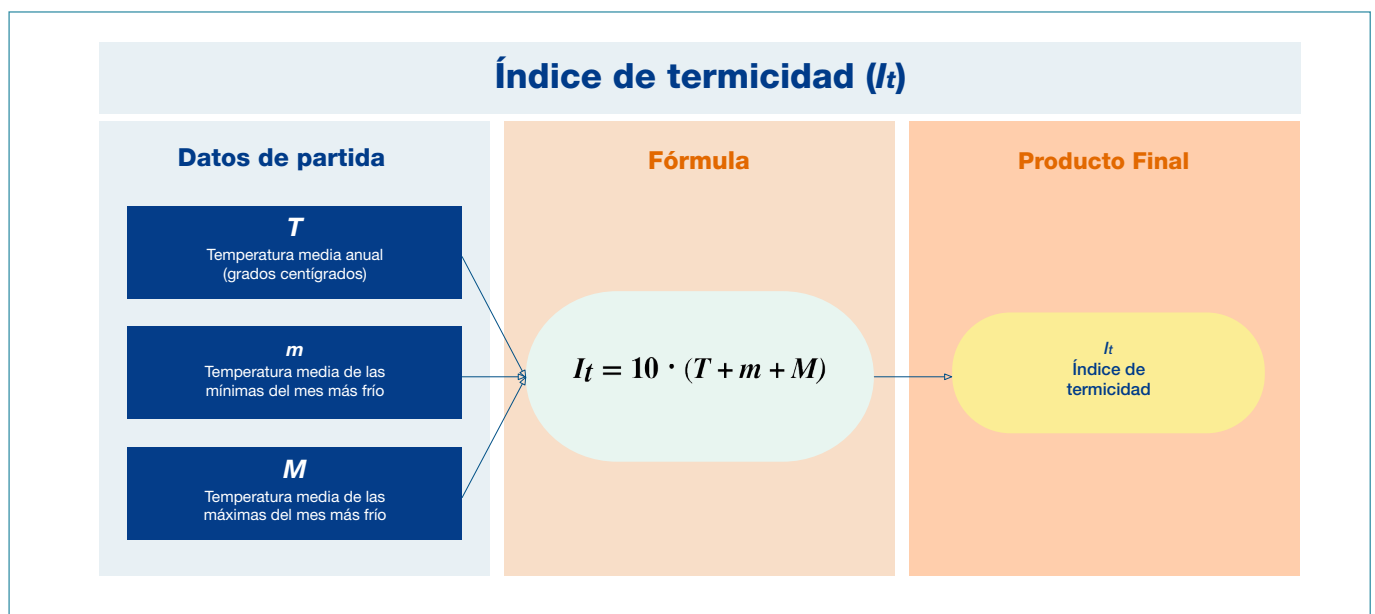 Índice de termicidad (It)
Datos de partida
T
Temperatura media anual
(grados centígrados)
m
Temperatura media de las
mínimas del mes más frío
M
Temperatura media de las
máximas del mes más frío
Fórmula
It = 10 · (T + m + M)
Producto Final
It
Índice de
termicidad